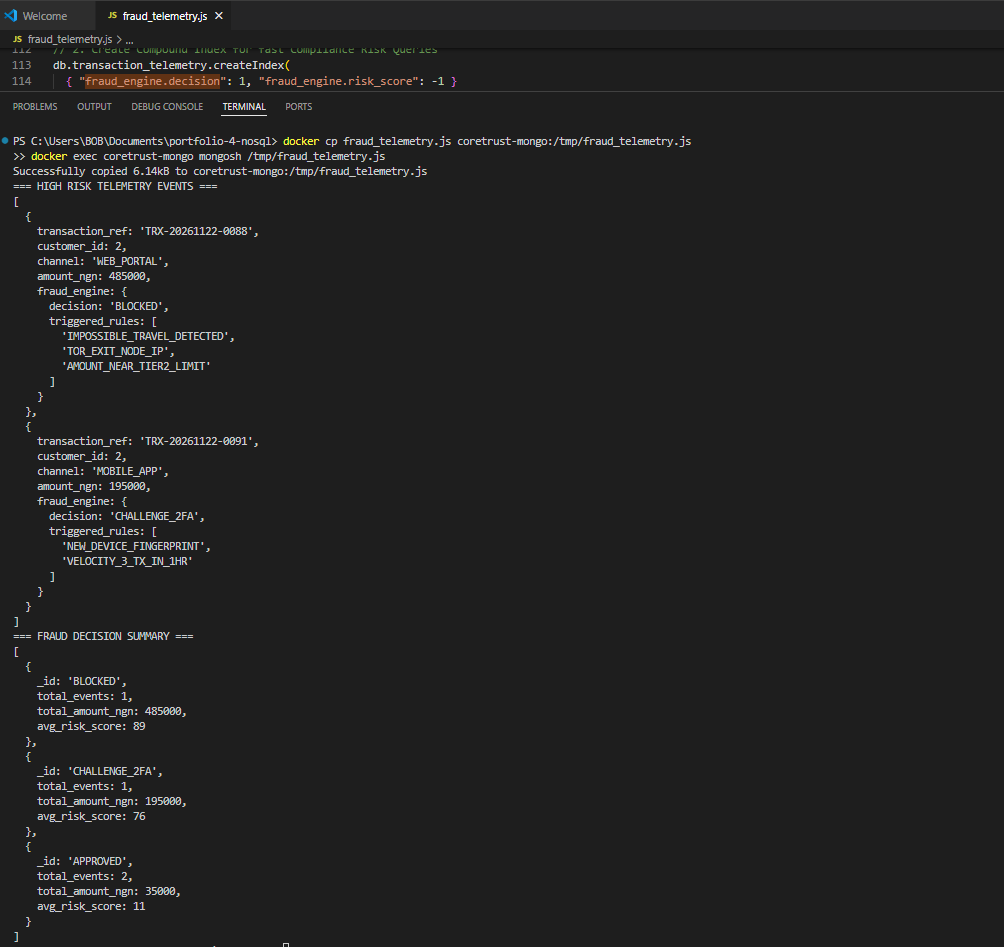 Welcome
JS fraud_telemetry.js ×
JS fraud_telemetry.js > ...
112 // 2. Create Compound Index for Fast Compliance Risk Queries
113 db.transaction_telemetry.createIndex(
114 { "fraud_engine.decision": 1, "fraud_engine.risk_score": -1 }
PROBLEMS OUTPUT DEBUG CONSOLE TERMINAL PORTS
PS C:\Users\BOB\Documents\portfolio-4-nosql> docker cp fraud_telemetry.js coretrust-mongo:/tmp/fraud_telemetry.js
>> docker exec coretrust-mongo mongosh /tmp/fraud_telemetry.js
Successfully copied 6.14kB to coretrust-mongo:/tmp/fraud_telemetry.js
=== HIGH RISK TELEMETRY EVENTS ===
[
  {
    transaction_ref: 'TRX-20261122-0088',
    customer_id: 2,
    channel: 'WEB_PORTAL',
    amount_ngn: 485000,
    fraud_engine: {
      decision: 'BLOCKED',
      triggered_rules: [
        'IMPOSSIBLE_TRAVEL_DETECTED',
        'TOR_EXIT_NODE_IP',
        'AMOUNT_NEAR_TIER2_LIMIT'
      ]
    }
  },
  {
    transaction_ref: 'TRX-20261122-0091',
    customer_id: 2,
    channel: 'MOBILE_APP',
    amount_ngn: 195000,
    fraud_engine: {
      decision: 'CHALLENGE_2FA',
      triggered_rules: [
        'NEW_DEVICE_FINGERPRINT',
        'VELOCITY_3_TX_IN_1HR'
      ]
    }
  }
]
=== FRAUD DECISION SUMMARY ===
[
  {
    _id: 'BLOCKED',
    total_events: 1,
    total_amount_ngn: 485000,
    avg_risk_score: 89
  },
  {
    _id: 'CHALLENGE_2FA',
    total_events: 1,
    total_amount_ngn: 195000,
    avg_risk_score: 76
  },
  {
    _id: 'APPROVED',
    total_events: 2,
    total_amount_ngn: 35000,
    avg_risk_score: 11
  }
]